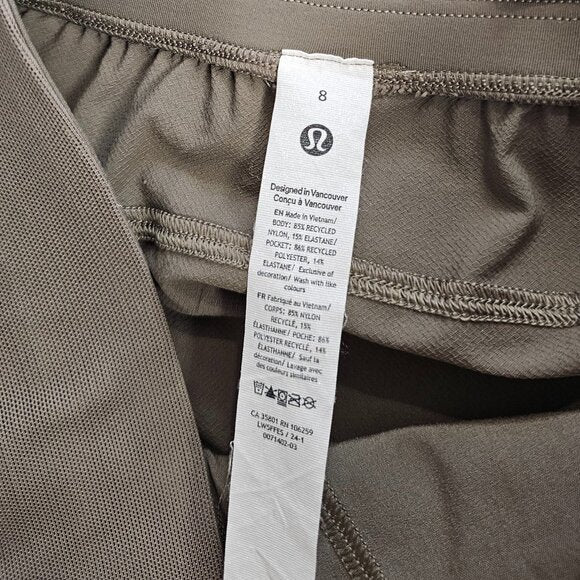 8
Designed in Vancouver
Conçu à Vancouver
EN Made in Vietnam/
BODY: 85% RECYCLED
NYLON, 15% ELASTANE/
POCKET: 86% RECYCLED
POLYESTER, 14%
ELASTANE/ Exclusive of
decoration/ Wash with like
colours
FR Fabriqué au Vietnam/
CORPS: 85% NYLON
RECYCLÉ, 15%
ÉLASTHANNE/ POCHE: 86%
POLYESTER RECYCLÉ, 14%
ÉLASTHANNE/ Sauf la
décoration/ Lavage avec
des couleurs similaires
CA 35801 RN 106259
LW5FFES / 24-1
0071402-03